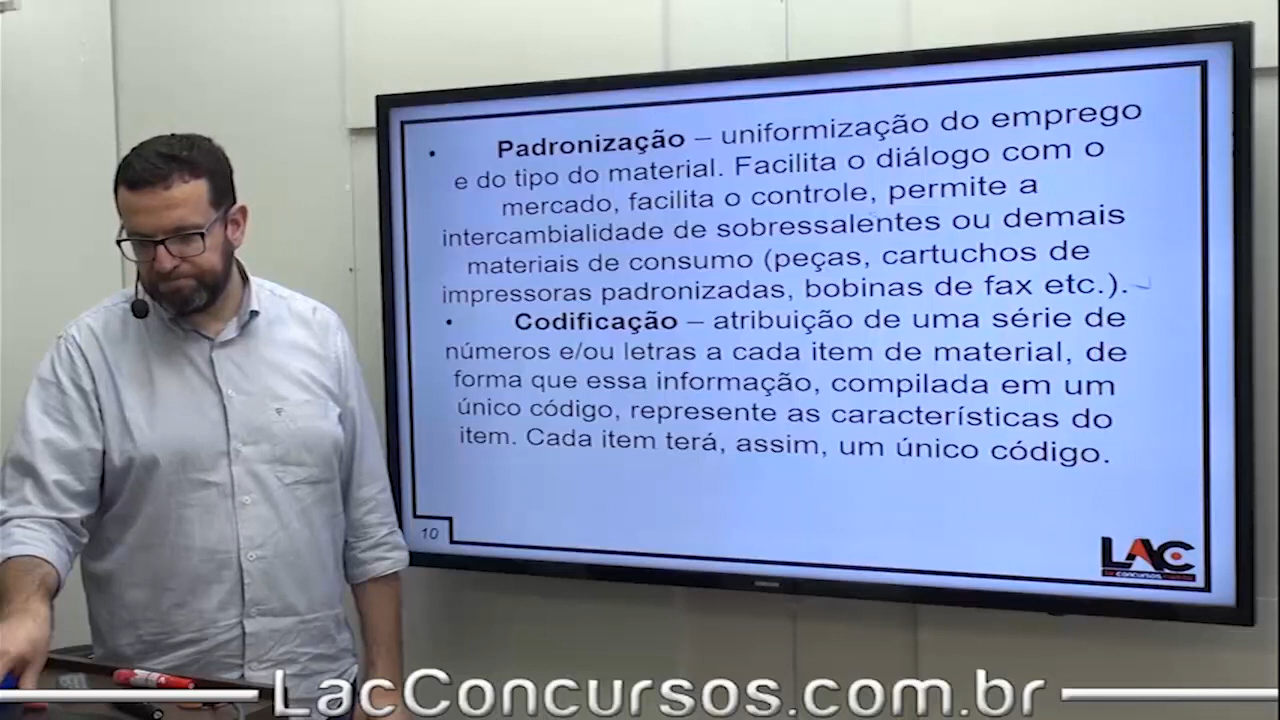 • Padronização – uniformização do emprego
e do tipo do material. Facilita o diálogo com o
mercado, facilita o controle, permite a
intercambialidade de sobressalentes ou demais
materiais de consumo (peças, cartuchos de
impressoras padronizadas, bobinas de fax etc.).
• Codificação – atribuição de uma série de
números e/ou letras a cada item de material, de
forma que essa informação, compilada em um
único código, represente as características do
item. Cada item terá, assim, um único código.
10
LAC
CONCURSOS
LacConcursos.com.br